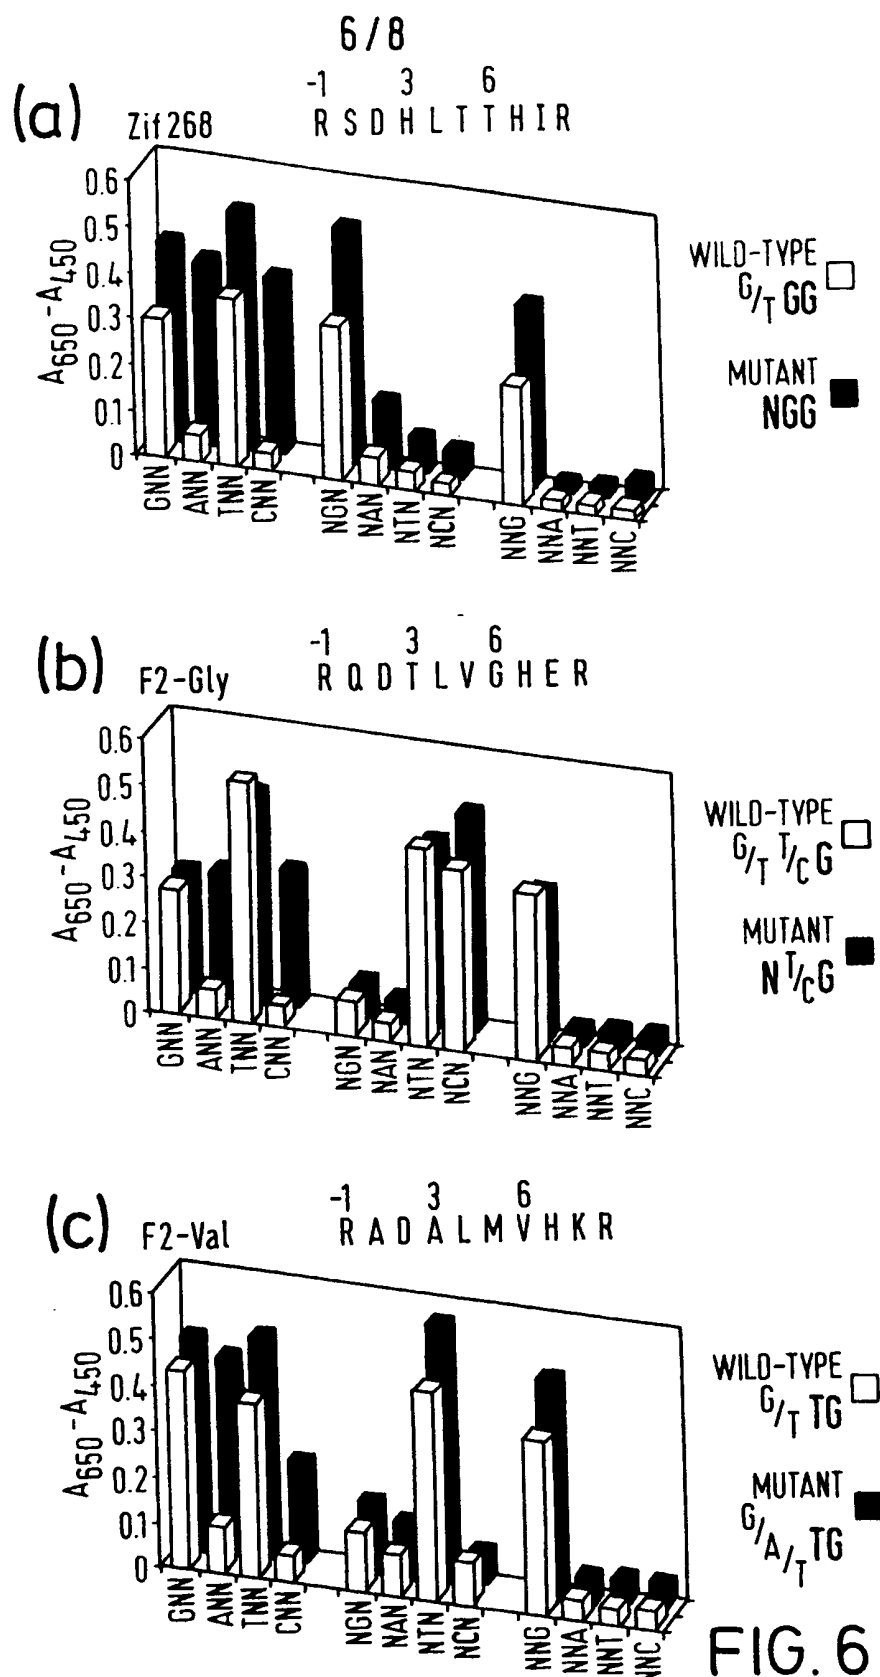 6/8
(a)
Zif 268
-1 3 6
R S D H L T T H I R
A650-A450
0.6
0.5
0.4
0.3
0.2
0.1
0
GNN
ANN
TNN
CNN
NGN
NAN
NTN
NCN
NNG
NNA
NNT
NNC
WILD-TYPE
G/T GG
MUTANT
NGG
(b)
F2-Gly
-1 3 6
R Q D T L V G H E R
A650-A450
0.6
0.5
0.4
0.3
0.2
0.1
0
GNN
ANN
TNN
CNN
NGN
NAN
NTN
NCN
NNG
NNA
NNT
NNC
WILD-TYPE
G/T T/C G
MUTANT
N T/C G
(c)
F2-Val
-1 3 6
R A D A L M V H K R
A650-A450
0.6
0.5
0.4
0.3
0.2
0.1
0
GNN
ANN
TNN
CNN
NGN
NAN
NTN
NCN
NNG
NNA
NNT
NNC
WILD-TYPE
G/T TG
MUTANT
G/A/T TG
FIG. 6